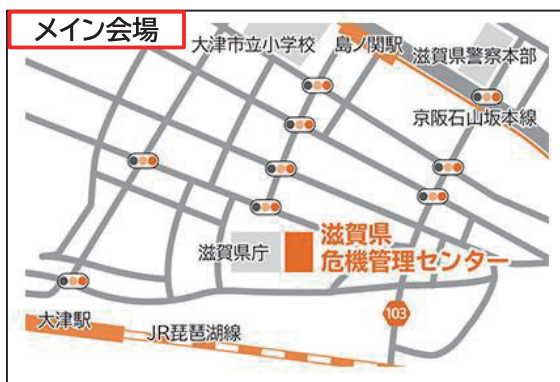 メイン会場
大津市立小学校
島ノ関駅
滋賀県警察本部
京阪石山坂本線
滋賀県庁
滋賀県
危機管理センター
103
大津駅
JR琵琶湖線